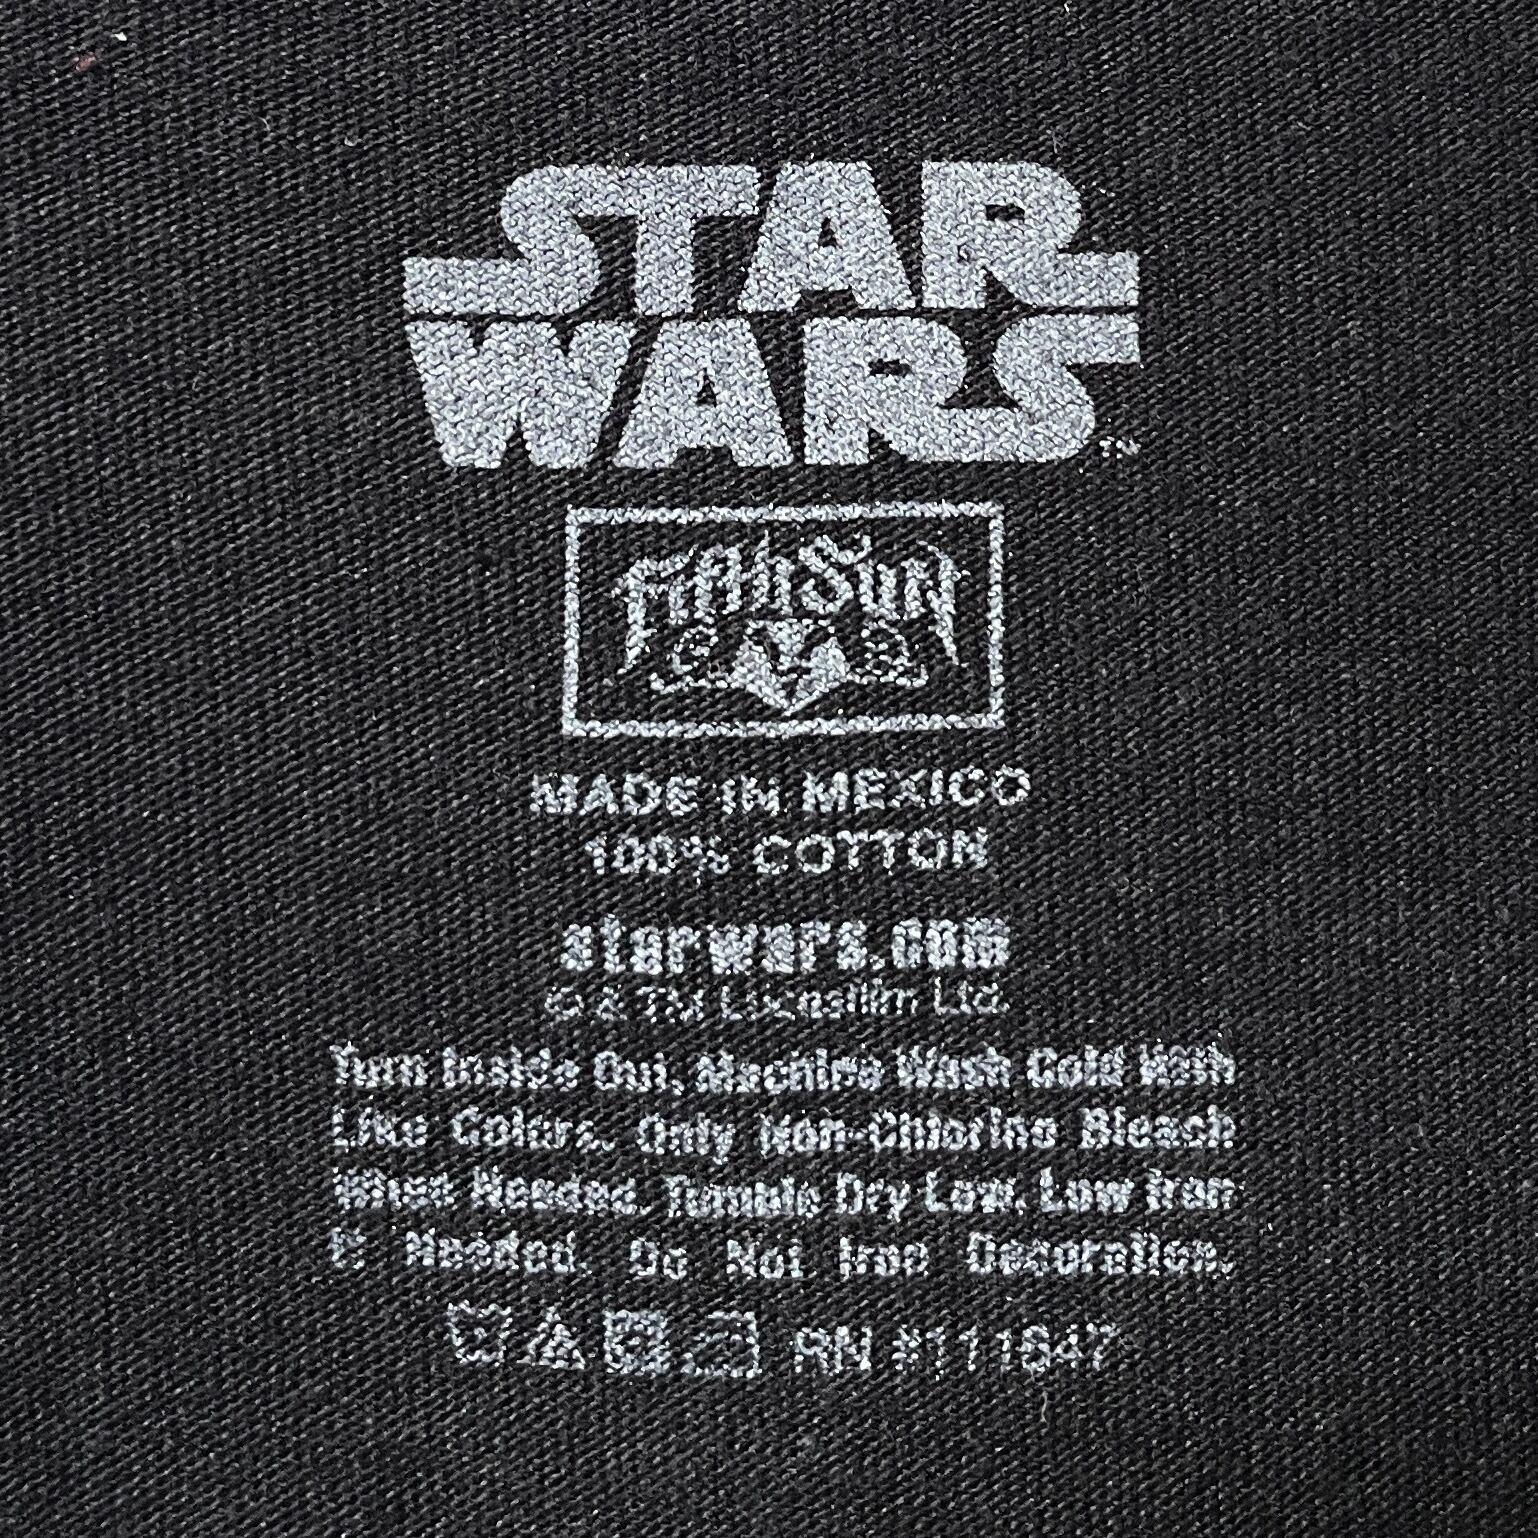 STAR
WARS™
Fifth Sun
MADE IN MEXICO
100% COTTON
starwars.com
© & TM Lucasfilm Ltd.
Turn Inside Out, Machine Wash Cold With
Like Colors, Only Non-Chlorine Bleach
When Needed, Tumble Dry Low, Low Iron
If Needed. Do Not Iron Decoration.
RN #111647